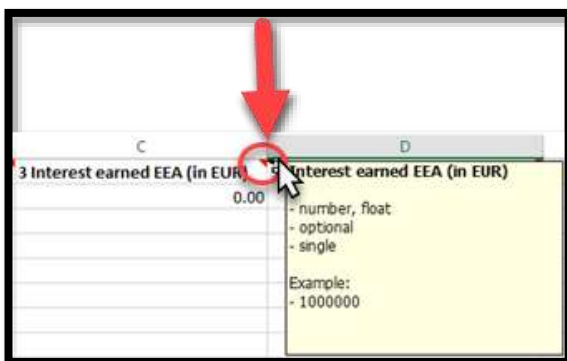 C D
3 Interest earned EEA (in EUR)
Interest earned EEA (in EUR)
0.00
- number, float
- optional
- single
Example:
- 1000000